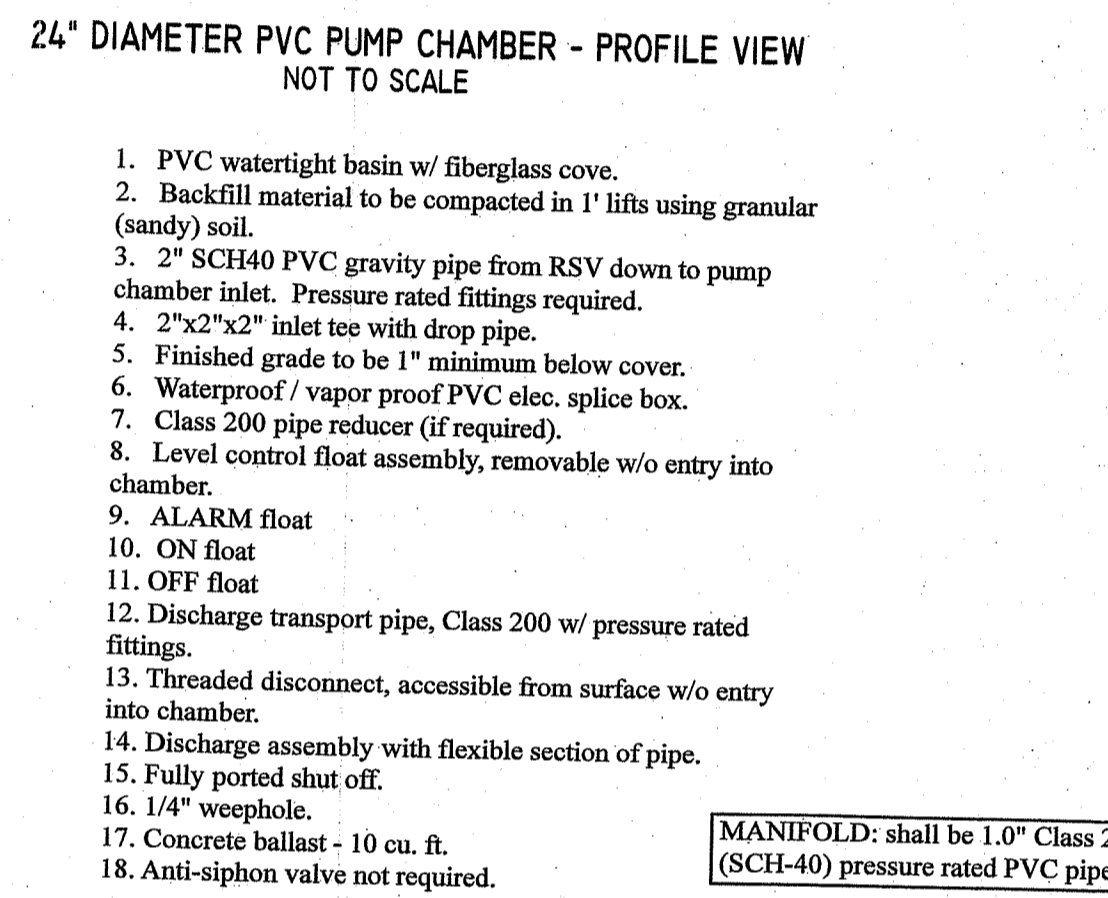 24" DIAMETER PVC PUMP CHAMBER - PROFILE VIEW
NOT TO SCALE
1. PVC watertight basin w/ fiberglass cove.
2. Backfill material to be compacted in 1' lifts using granular
(sandy) soil.
3. 2" SCH40 PVC gravity pipe from RSV down to pump
chamber inlet. Pressure rated fittings required.
4. 2"x2"x2" inlet tee with drop pipe.
5. Finished grade to be 1" minimum below cover.
6. Waterproof / vapor proof PVC elec. splice box.
7. Class 200 pipe reducer (if required).
8. Level control float assembly, removable w/o entry into
chamber.
9. ALARM float
10. ON float
11. OFF float
12. Discharge transport pipe, Class 200 w/ pressure rated
fittings.
13. Threaded disconnect, accessible from surface w/o entry
into chamber.
14. Discharge assembly with flexible section of pipe.
15. Fully ported shut off.
16. 1/4" weephole.
17. Concrete ballast - 10 cu. ft.
18. Anti-siphon valve not required.
MANIFOLD: shall be 1.0" Class
(SCH-40) pressure rated PVC pipe